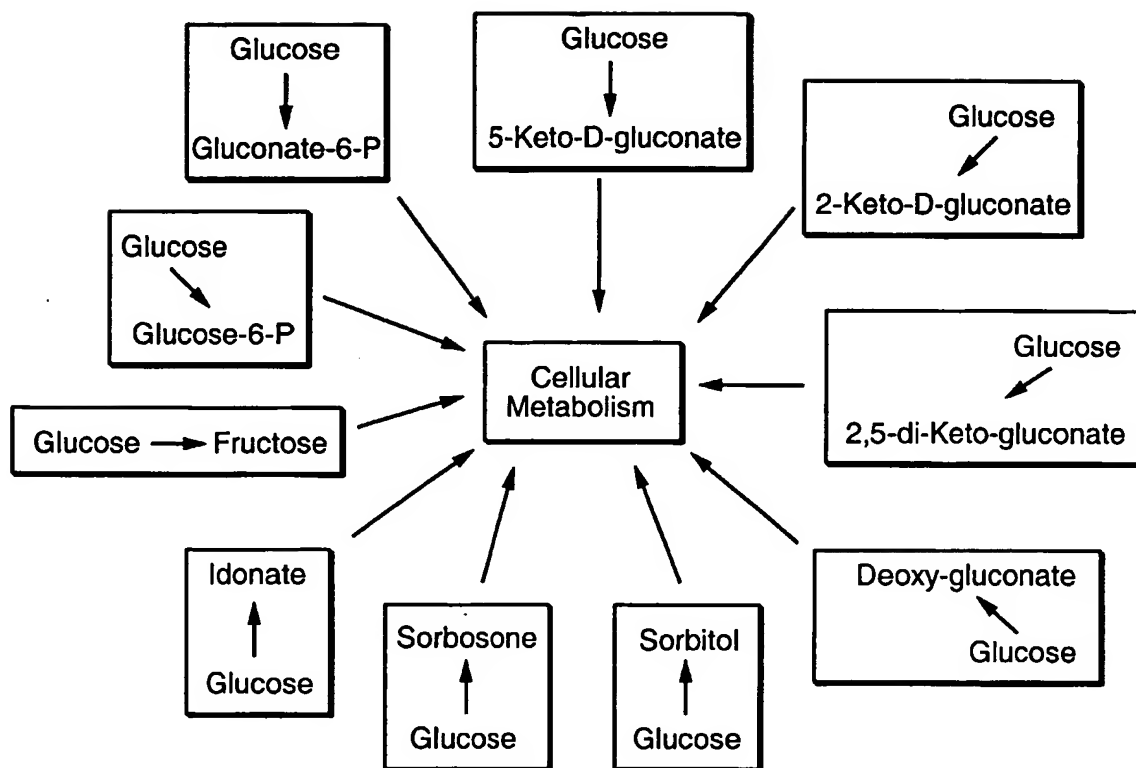 Glucose
Gluconate-6-P
Glucose
5-Keto-D-gluconate
Glucose
2-Keto-D-gluconate
Glucose
Glucose-6-P
Cellular
Metabolism
Glucose
2,5-di-Keto-gluconate
Glucose
Fructose
Idonate
Glucose
Sorbosone
Glucose
Sorbitol
Glucose
Deoxy-gluconate
Glucose